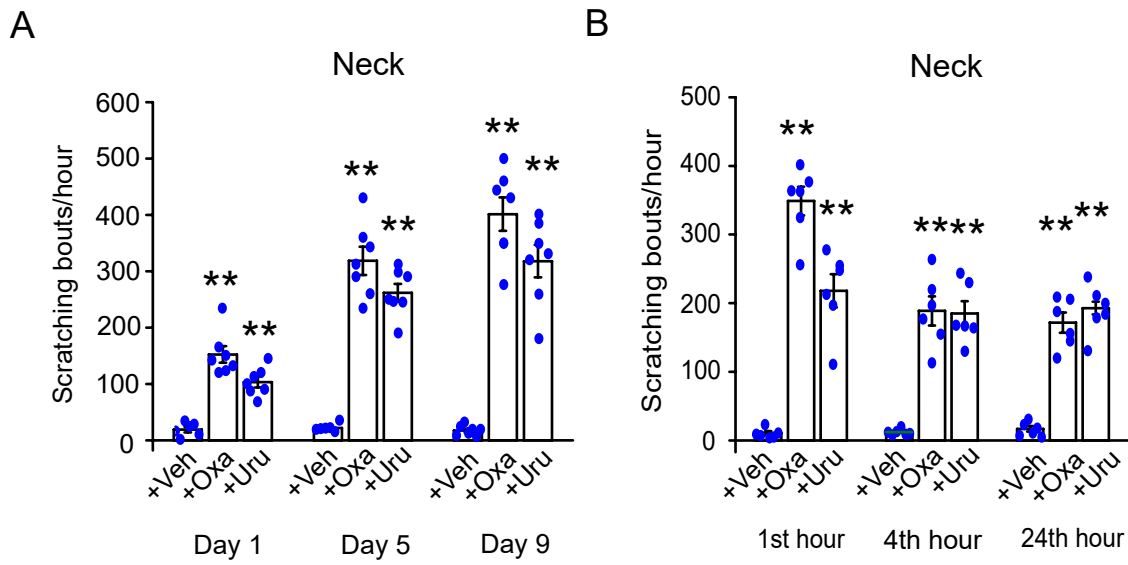 A
Neck
Scratching bouts/hour
600
500
400
300
200
100
0
** ** ** ** ** **
+Veh +Oxa +Uru +Veh +Oxa +Uru +Veh +Oxa +Uru
Day 1 Day 5 Day 9
B
Neck
Scratching bouts/hour
500
400
300
200
100
0
** ** ** ** ** **
+Veh +Oxa +Uru +Veh +Oxa +Uru +Veh +Oxa +Uru
1st hour 4th hour 24th hour